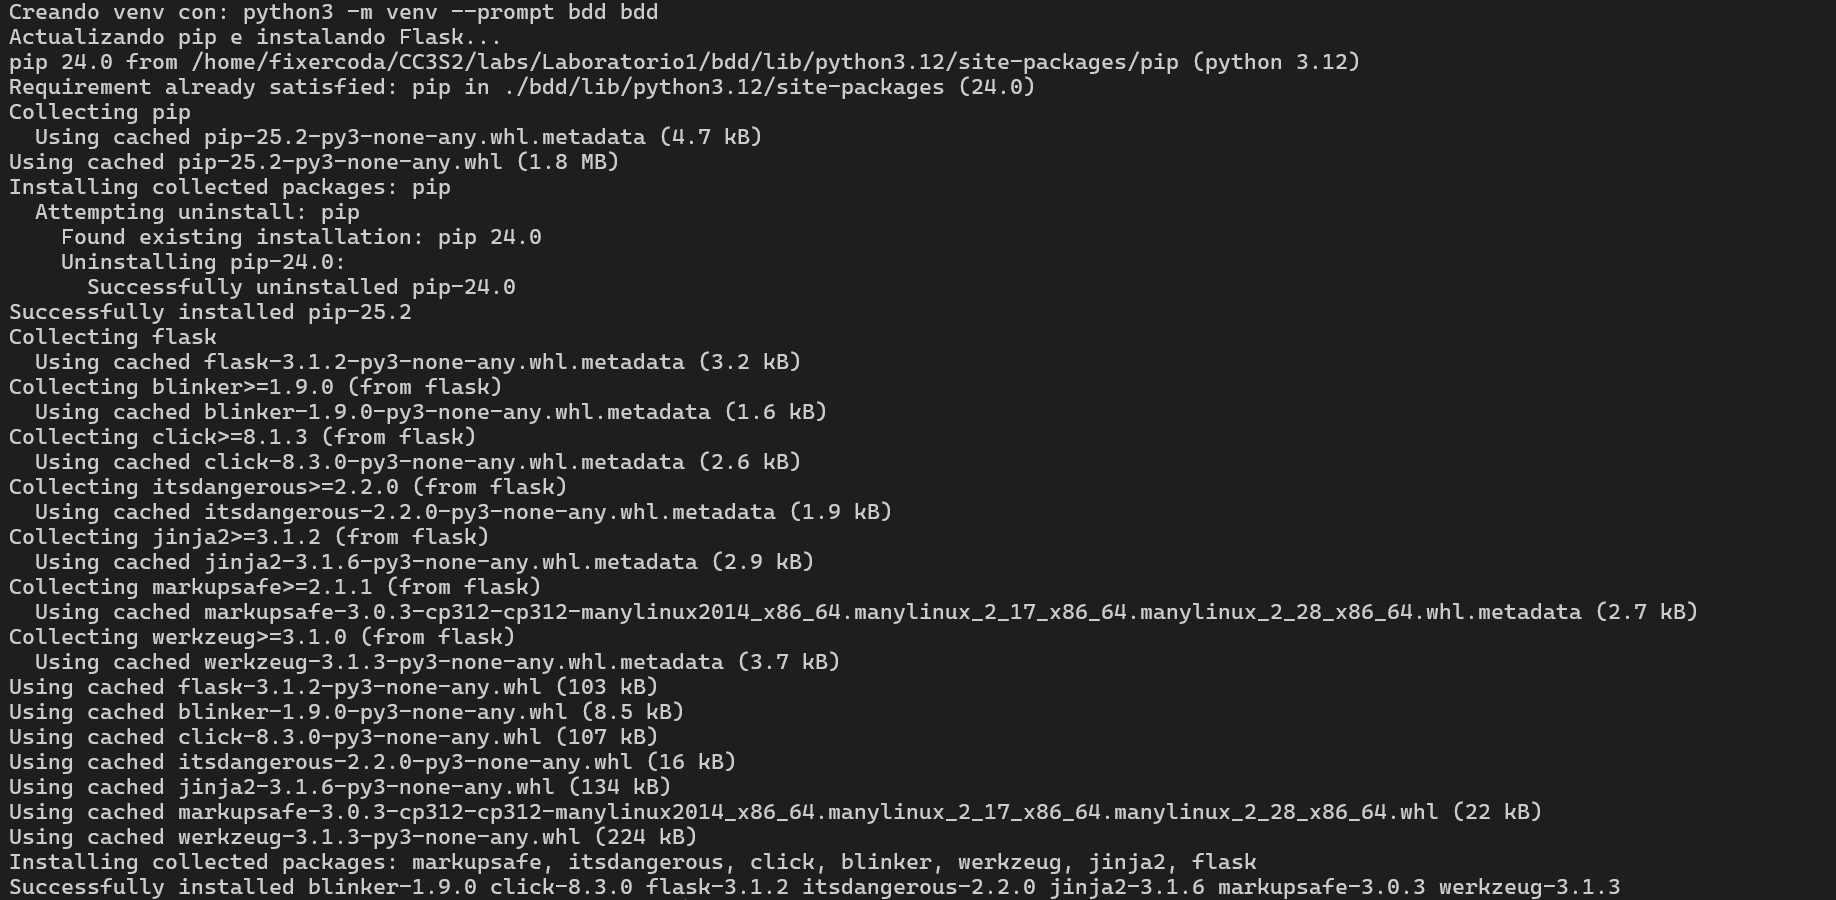 Creando venv con: python3 -m venv --prompt bdd bdd
Actualizando pip e instalando Flask...
pip 24.0 from /home/fixercoda/CC3S2/labs/Laboratorio1/bdd/lib/python3.12/site-packages/pip (python 3.12)
Requirement already satisfied: pip in ./bdd/lib/python3.12/site-packages (24.0)
Collecting pip
  Using cached pip-25.2-py3-none-any.whl.metadata (4.7 kB)
Using cached pip-25.2-py3-none-any.whl (1.8 MB)
Installing collected packages: pip
  Attempting uninstall: pip
    Found existing installation: pip 24.0
    Uninstalling pip-24.0:
      Successfully uninstalled pip-24.0
Successfully installed pip-25.2
Collecting flask
  Using cached flask-3.1.2-py3-none-any.whl.metadata (3.2 kB)
Collecting blinker>=1.9.0 (from flask)
  Using cached blinker-1.9.0-py3-none-any.whl.metadata (1.6 kB)
Collecting click>=8.1.3 (from flask)
  Using cached click-8.3.0-py3-none-any.whl.metadata (2.6 kB)
Collecting itsdangerous>=2.2.0 (from flask)
  Using cached itsdangerous-2.2.0-py3-none-any.whl.metadata (1.9 kB)
Collecting jinja2>=3.1.2 (from flask)
  Using cached jinja2-3.1.6-py3-none-any.whl.metadata (2.9 kB)
Collecting markupsafe>=2.1.1 (from flask)
  Using cached markupsafe-3.0.3-cp312-cp312-manylinux2014_x86_64.manylinux_2_17_x86_64.manylinux_2_28_x86_64.whl.metadata (2.7 kB)
Collecting werkzeug>=3.1.0 (from flask)
  Using cached werkzeug-3.1.3-py3-none-any.whl.metadata (3.7 kB)
Using cached flask-3.1.2-py3-none-any.whl (103 kB)
Using cached blinker-1.9.0-py3-none-any.whl (8.5 kB)
Using cached click-8.3.0-py3-none-any.whl (107 kB)
Using cached itsdangerous-2.2.0-py3-none-any.whl (16 kB)
Using cached jinja2-3.1.6-py3-none-any.whl (134 kB)
Using cached markupsafe-3.0.3-cp312-cp312-manylinux2014_x86_64.manylinux_2_17_x86_64.manylinux_2_28_x86_64.whl (22 kB)
Using cached werkzeug-3.1.3-py3-none-any.whl (224 kB)
Installing collected packages: markupsafe, itsdangerous, click, blinker, werkzeug, jinja2, flask
Successfully installed blinker-1.9.0 click-8.3.0 flask-3.1.2 itsdangerous-2.2.0 jinja2-3.1.6 markupsafe-3.0.3 werkzeug-3.1.3